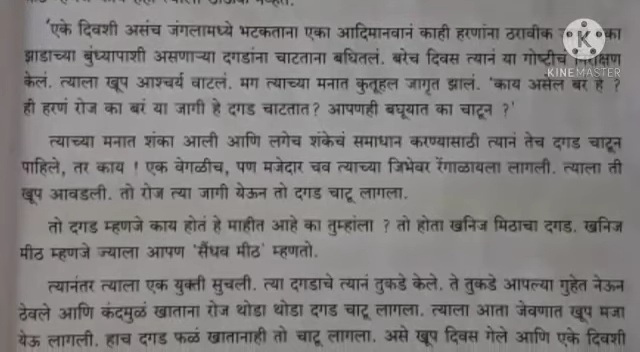 'एके दिवशी असंच जंगलामध्ये भटकताना एका आदिमानवानं काही हरणांना ठरावीक का
झाडाच्या बुंध्यापाशी असणाऱ्या दगडांना चाटताना बघितलं. बरेच दिवस त्यानं या गोष्टीचं
केलं. त्याला खूप आश्चर्य वाटलं. मग त्याच्या मनात कुतूहल जागृत झालं. 'काय असेल बरं हे ?
ही हरणं रोज का बरं या जागी हे दगड चाटतात ? आपणही बघूयात का चाटून ?'
त्याच्या मनात शंका आली आणि लगेच शंकेचं समाधान करण्यासाठी त्यानं तेच दगड चाटून
पाहिले, तर काय ! एक वेगळीच, पण मजेदार चव त्याच्या जिभेवर रेंगाळायला लागली. त्याला ती
खूप आवडली. तो रोज त्या जागी येऊन तो दगड चाटू लागला.
तो दगड म्हणजे काय होतं हे माहीत आहे का तुम्हांला ? तो होता खनिज मिठाचा दगड. खनिज
मीठ म्हणजे ज्याला आपण 'सैंधव मीठ' म्हणतो.
त्यानंतर त्याला एक युक्ती सुचली. त्या दगडाचे त्यानं तुकडे केले. ते तुकडे आपल्या गुहेत नेऊन
ठेवले आणि कंदमुळं खाताना रोज थोडा थोडा दगड चाटू लागला. त्याला आता जेवणात खूप मजा
येऊ लागली. हाच दगड फळं खातानाही तो चाटू लागला. असे खूप दिवस गेले आणि एके दिवशी
K
KINEMASTER